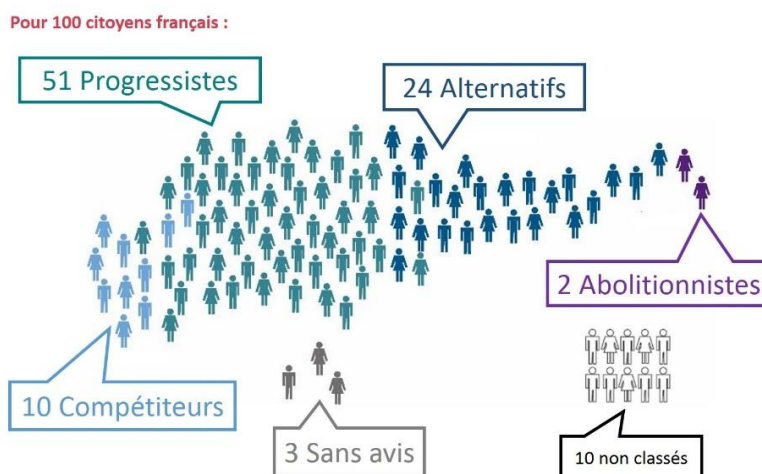 Pour 100 citoyens français :
51 Progressistes
24 Alternatifs
2 Abolitionnistes
10 Compétiteurs
3 Sans avis
10 non classés